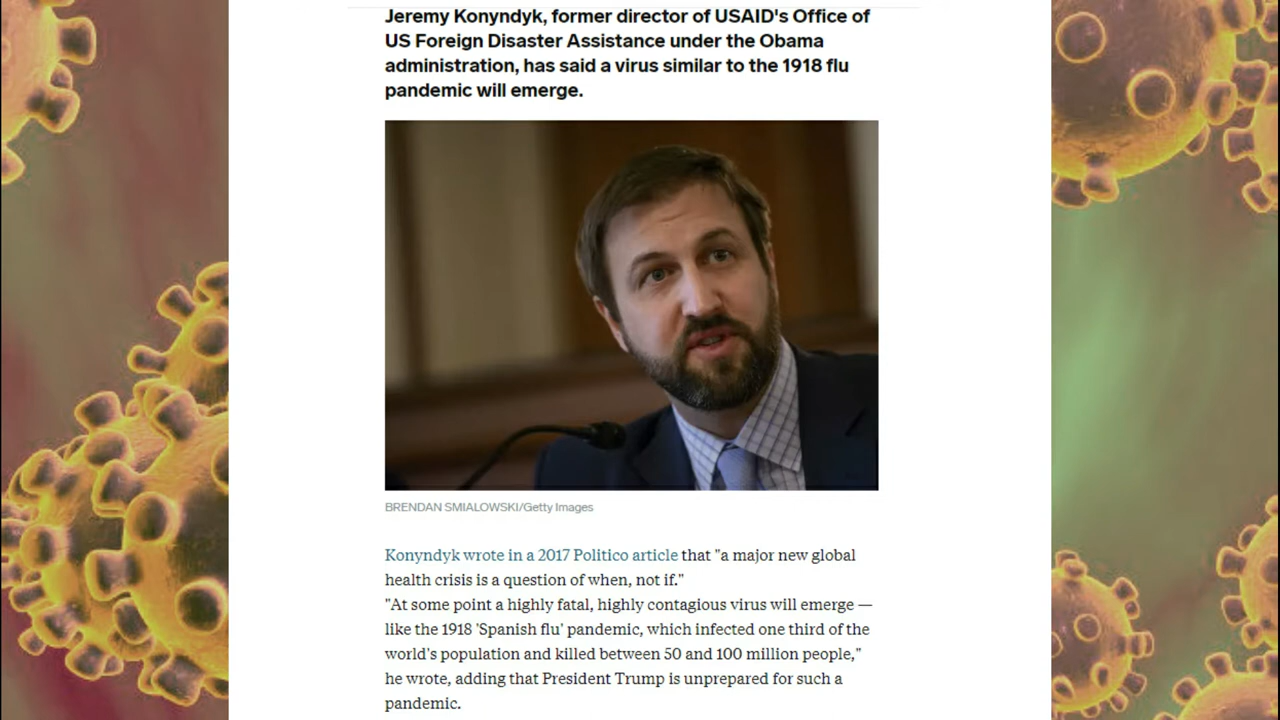 Jeremy Konyndyk, former director of USAID's Office of
US Foreign Disaster Assistance under the Obama
administration, has said a virus similar to the 1918 flu
pandemic will emerge.
BRENDAN SMIALOWSKI/Getty Images
Konyndyk wrote in a 2017 Politico article that "a major new global
health crisis is a question of when, not if."
"At some point a highly fatal, highly contagious virus will emerge —
like the 1918 'Spanish flu' pandemic, which infected one third of the
world's population and killed between 50 and 100 million people,"
he wrote, adding that President Trump is unprepared for such a
pandemic.